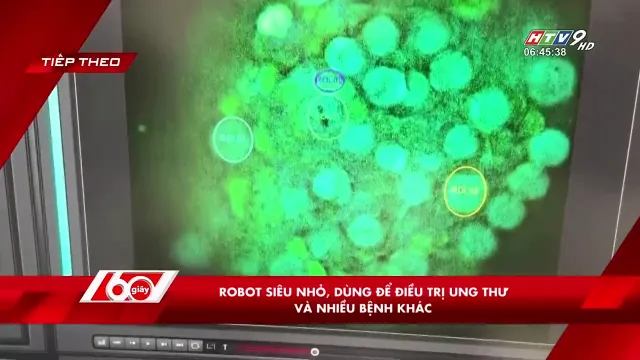 TIẾP THEO
HTV9 HD
06:45:38
60 giây
ROBOT SIÊU NHỎ, DÙNG ĐỂ ĐIỀU TRỊ UNG THƯ
VÀ NHIỀU BỆNH KHÁC